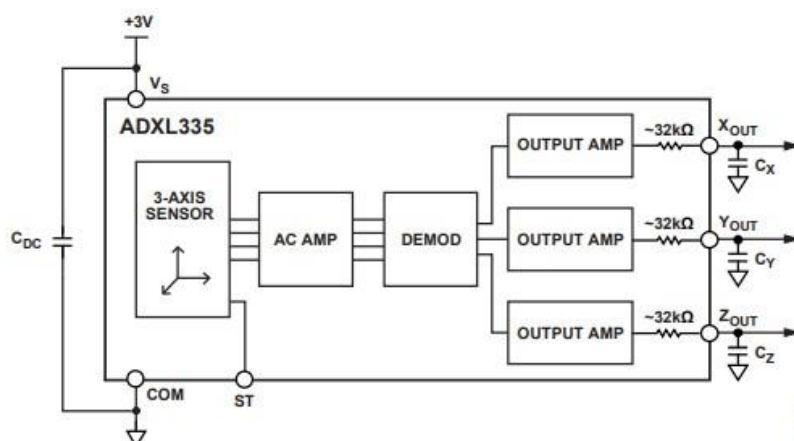 +3V
VS
ADXL335
3-AXIS
SENSOR
AC AMP
DEMOD
OUTPUT AMP
~32kΩ
XOUT
CX
OUTPUT AMP
~32kΩ
YOUT
CY
OUTPUT AMP
~32kΩ
ZOUT
CZ
CDC
COM
ST